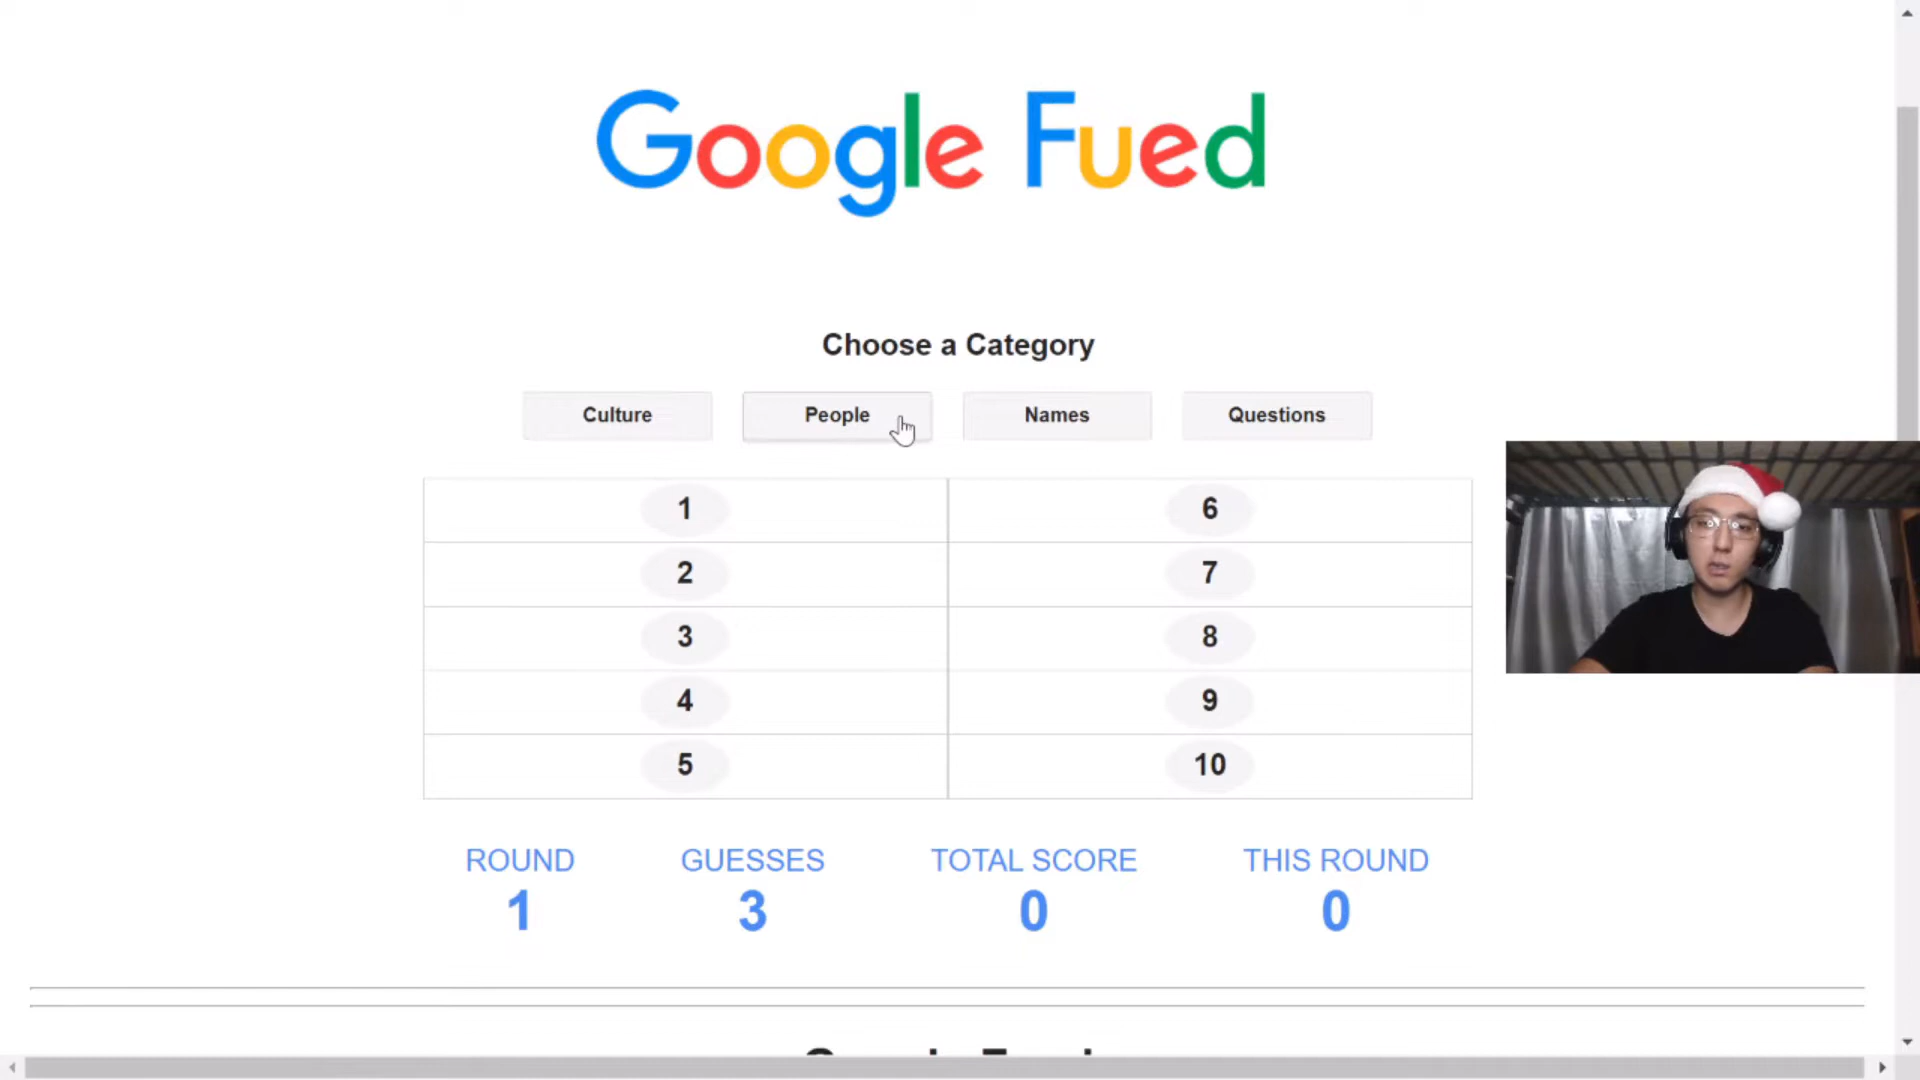 Google Fued
Choose a Category
Culture People Names Questions
1 6
2 7
3 8
4 9
5 10
ROUND GUESSES TOTAL SCORE THIS ROUND
1 3 0 0